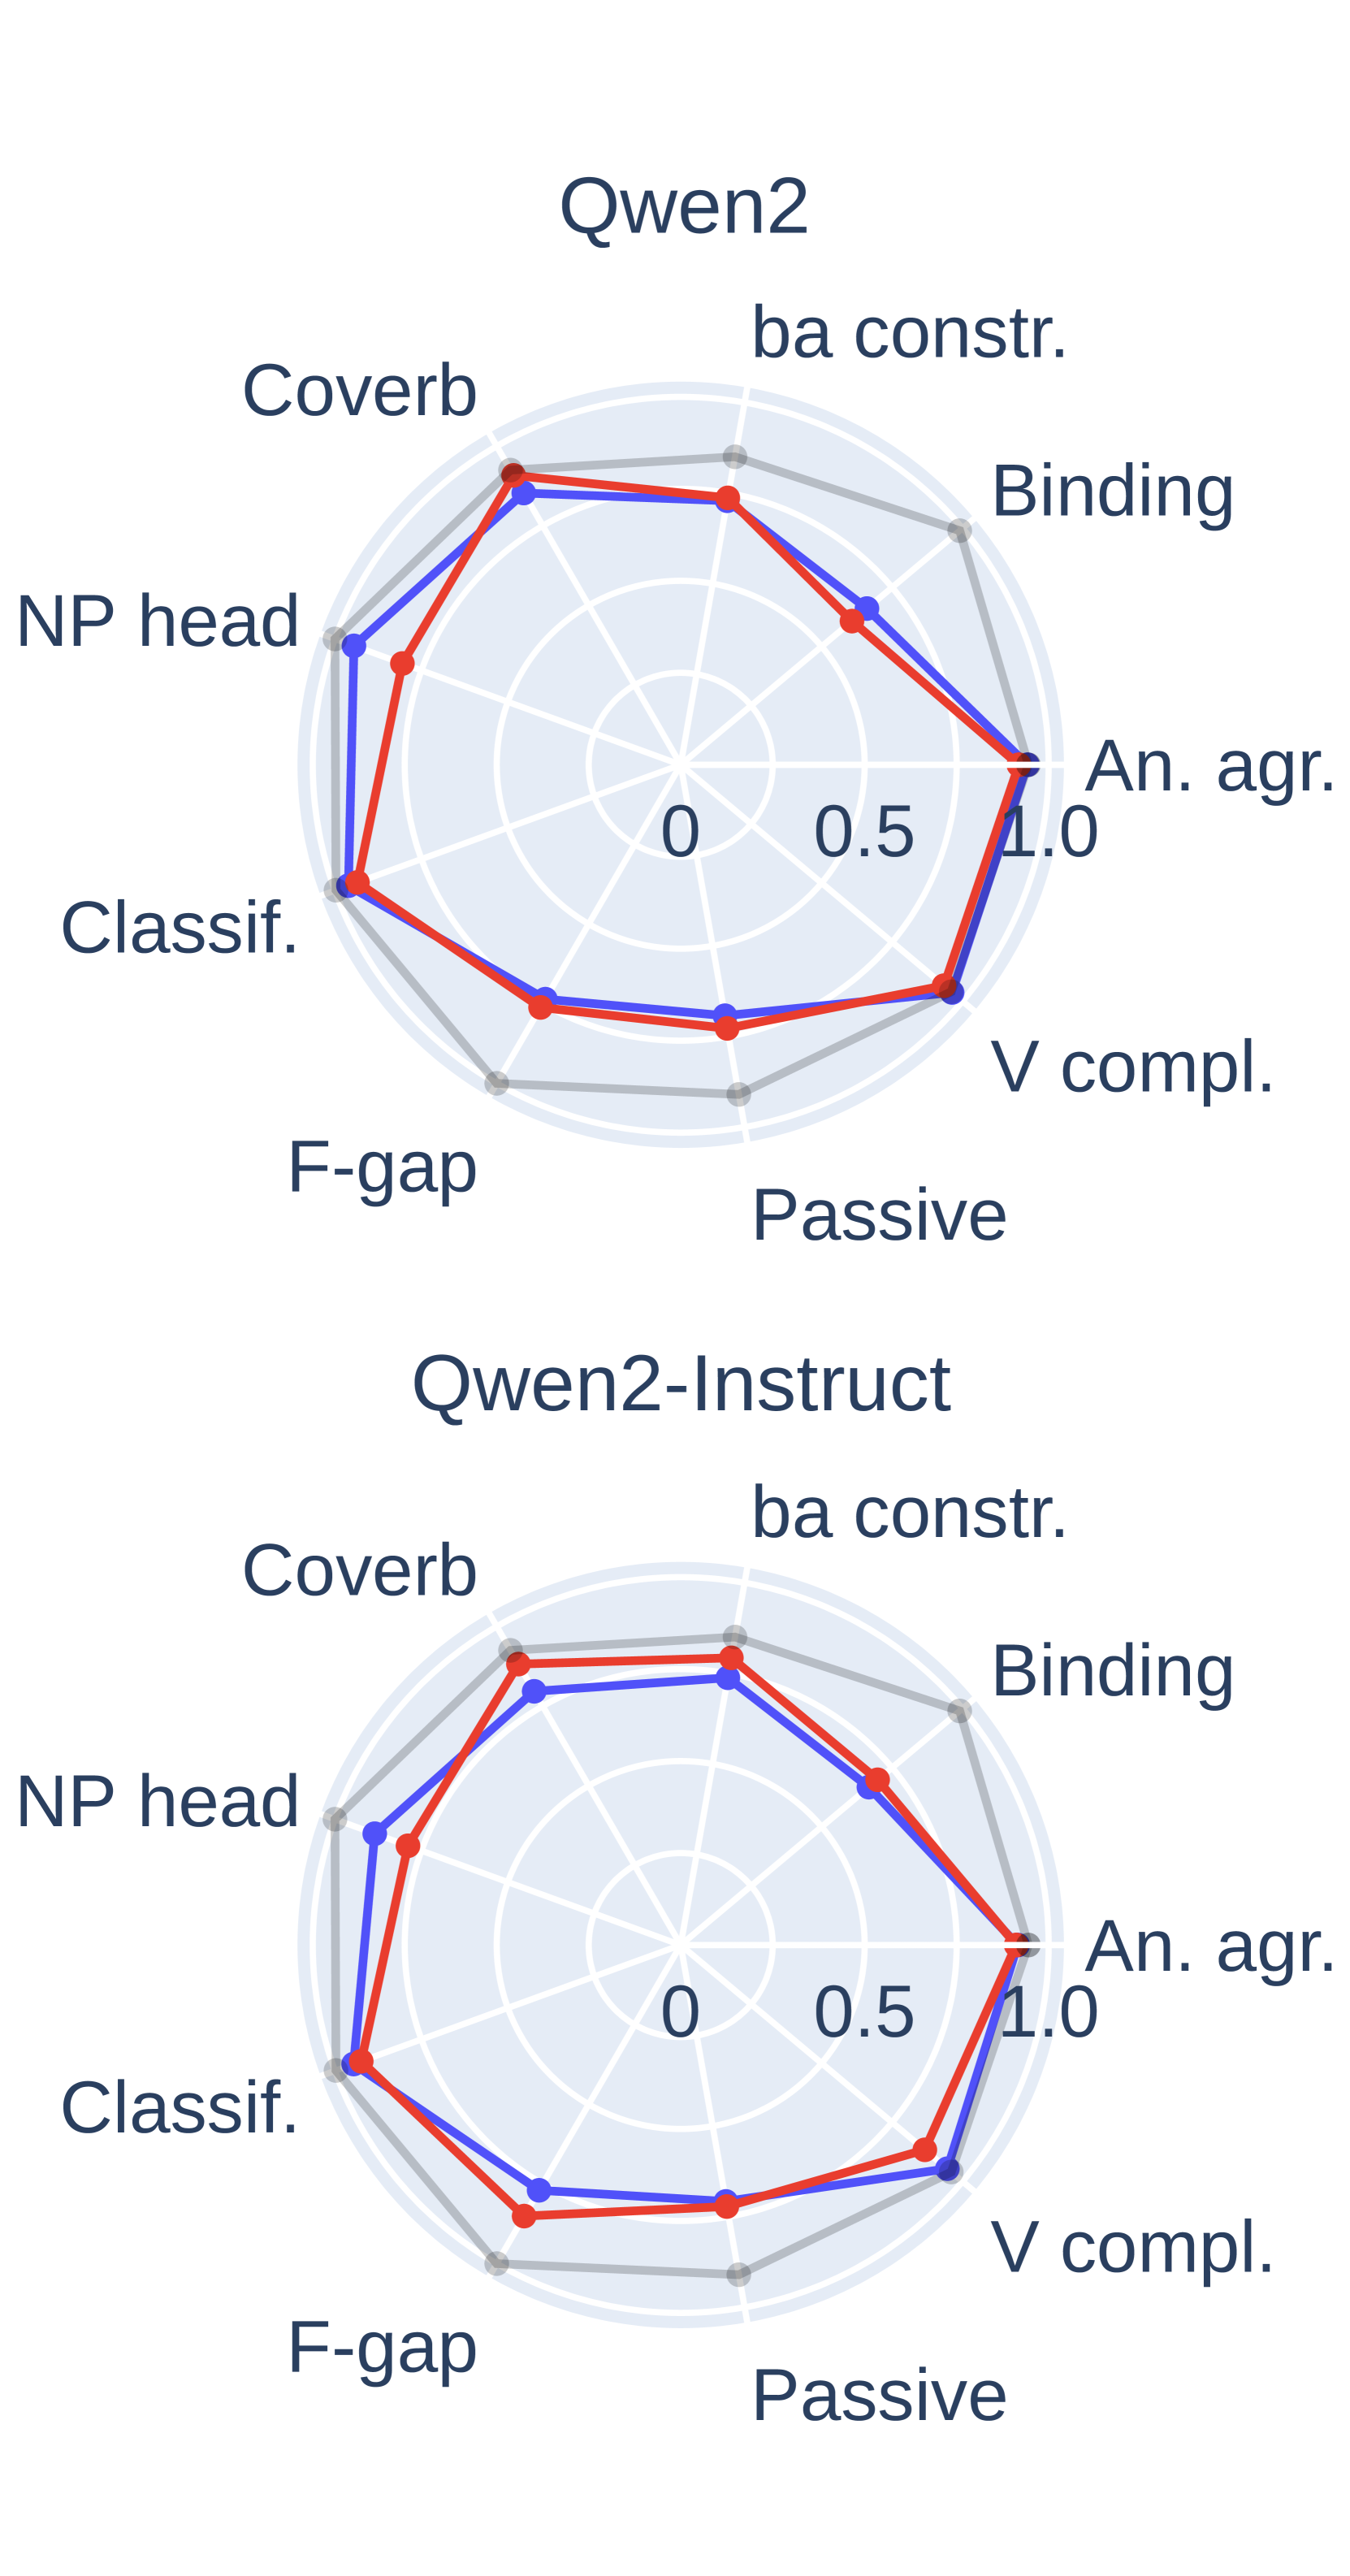 Qwen2
ba constr.
Coverb
Binding
NP head
An. agr.
0 0.5 1.0
Classif.
V compl.
F-gap
Passive
Qwen2-Instruct
ba constr.
Coverb
Binding
NP head
An. agr.
0 0.5 1.0
Classif.
V compl.
F-gap
Passive